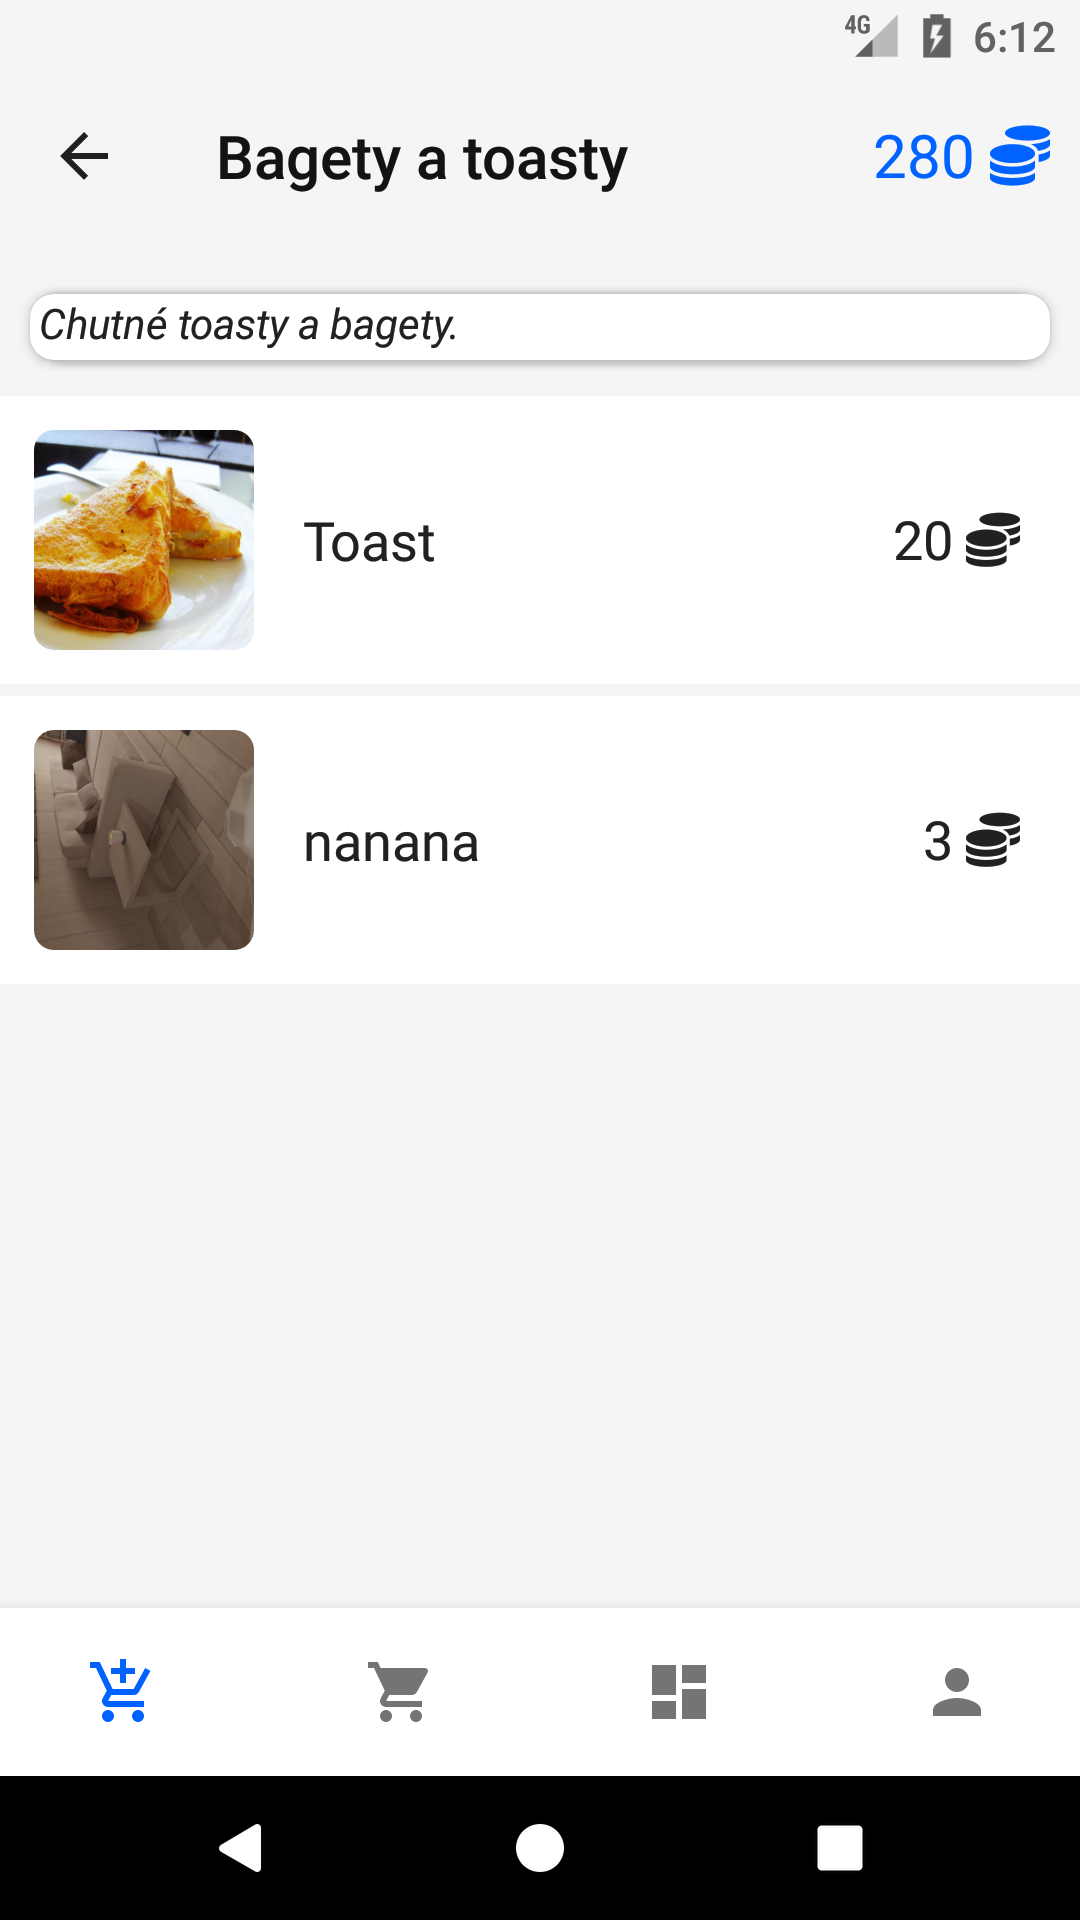 4G 6:12
Bagety a toasty 280
Chutné toasty a bagety.
Toast 20
nanana 3